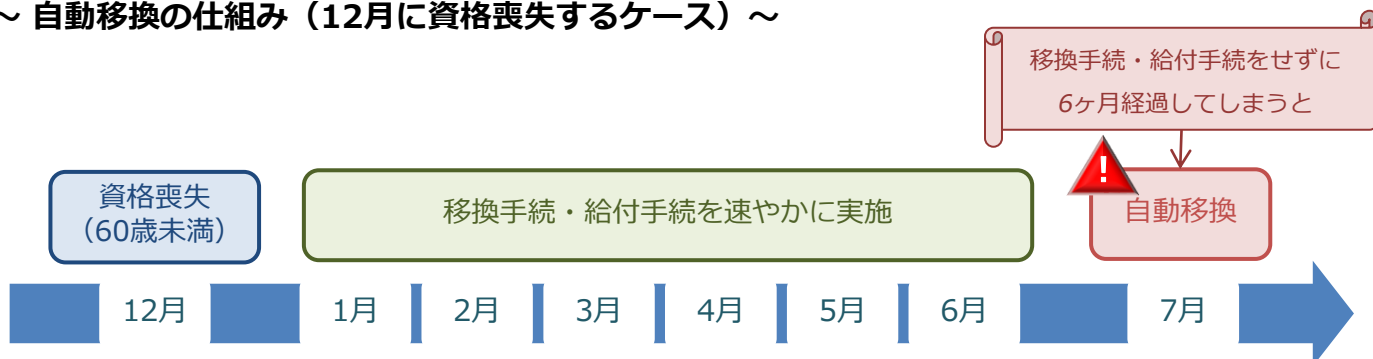 ～ 自動移換の仕組み（12月に資格喪失するケース）～
移換手続・給付手続をせずに
6ヶ月経過してしまうと
!
資格喪失
（60歳未満）
移換手続・給付手続を速やかに実施
自動移換
12月
1月
2月
3月
4月
5月
6月
7月